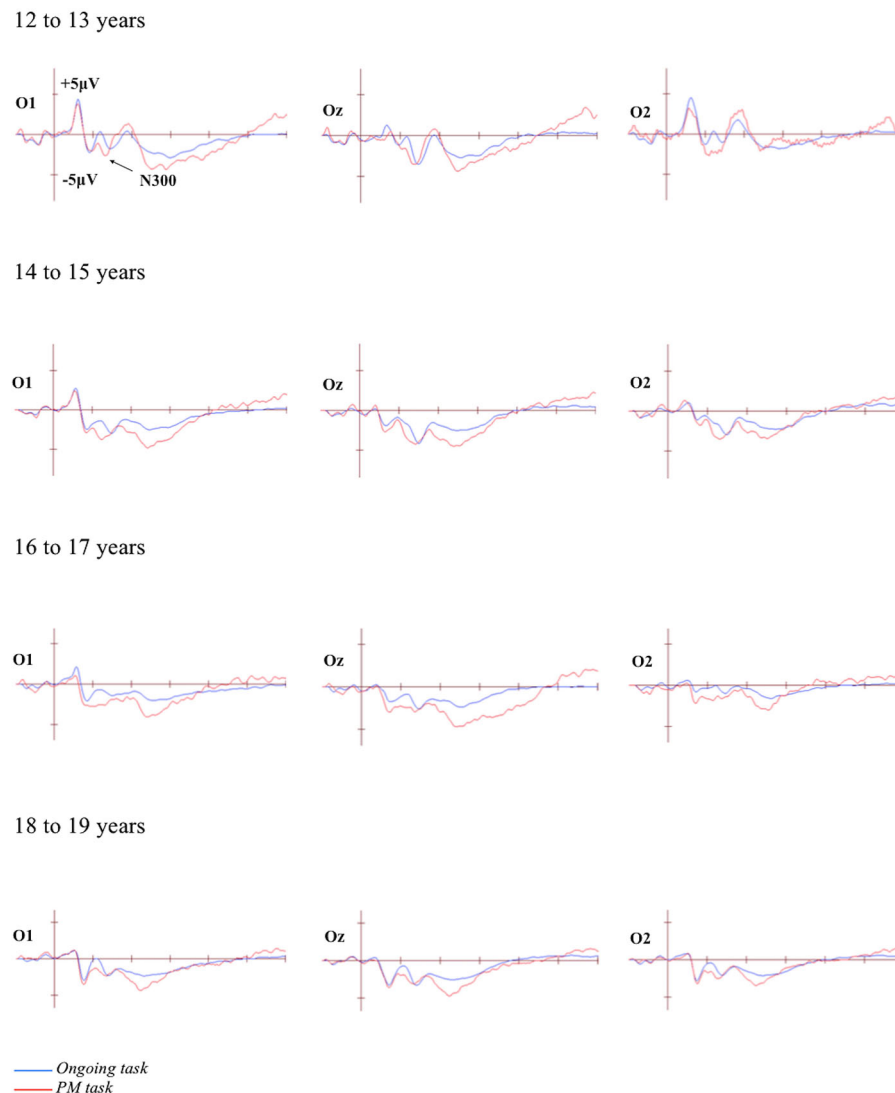 12 to 13 years
+5µV
O1
Oz
O2
-5µV
N300
14 to 15 years
O1
Oz
O2
16 to 17 years
O1
Oz
O2
18 to 19 years
O1
Oz
O2
Ongoing task
PM task